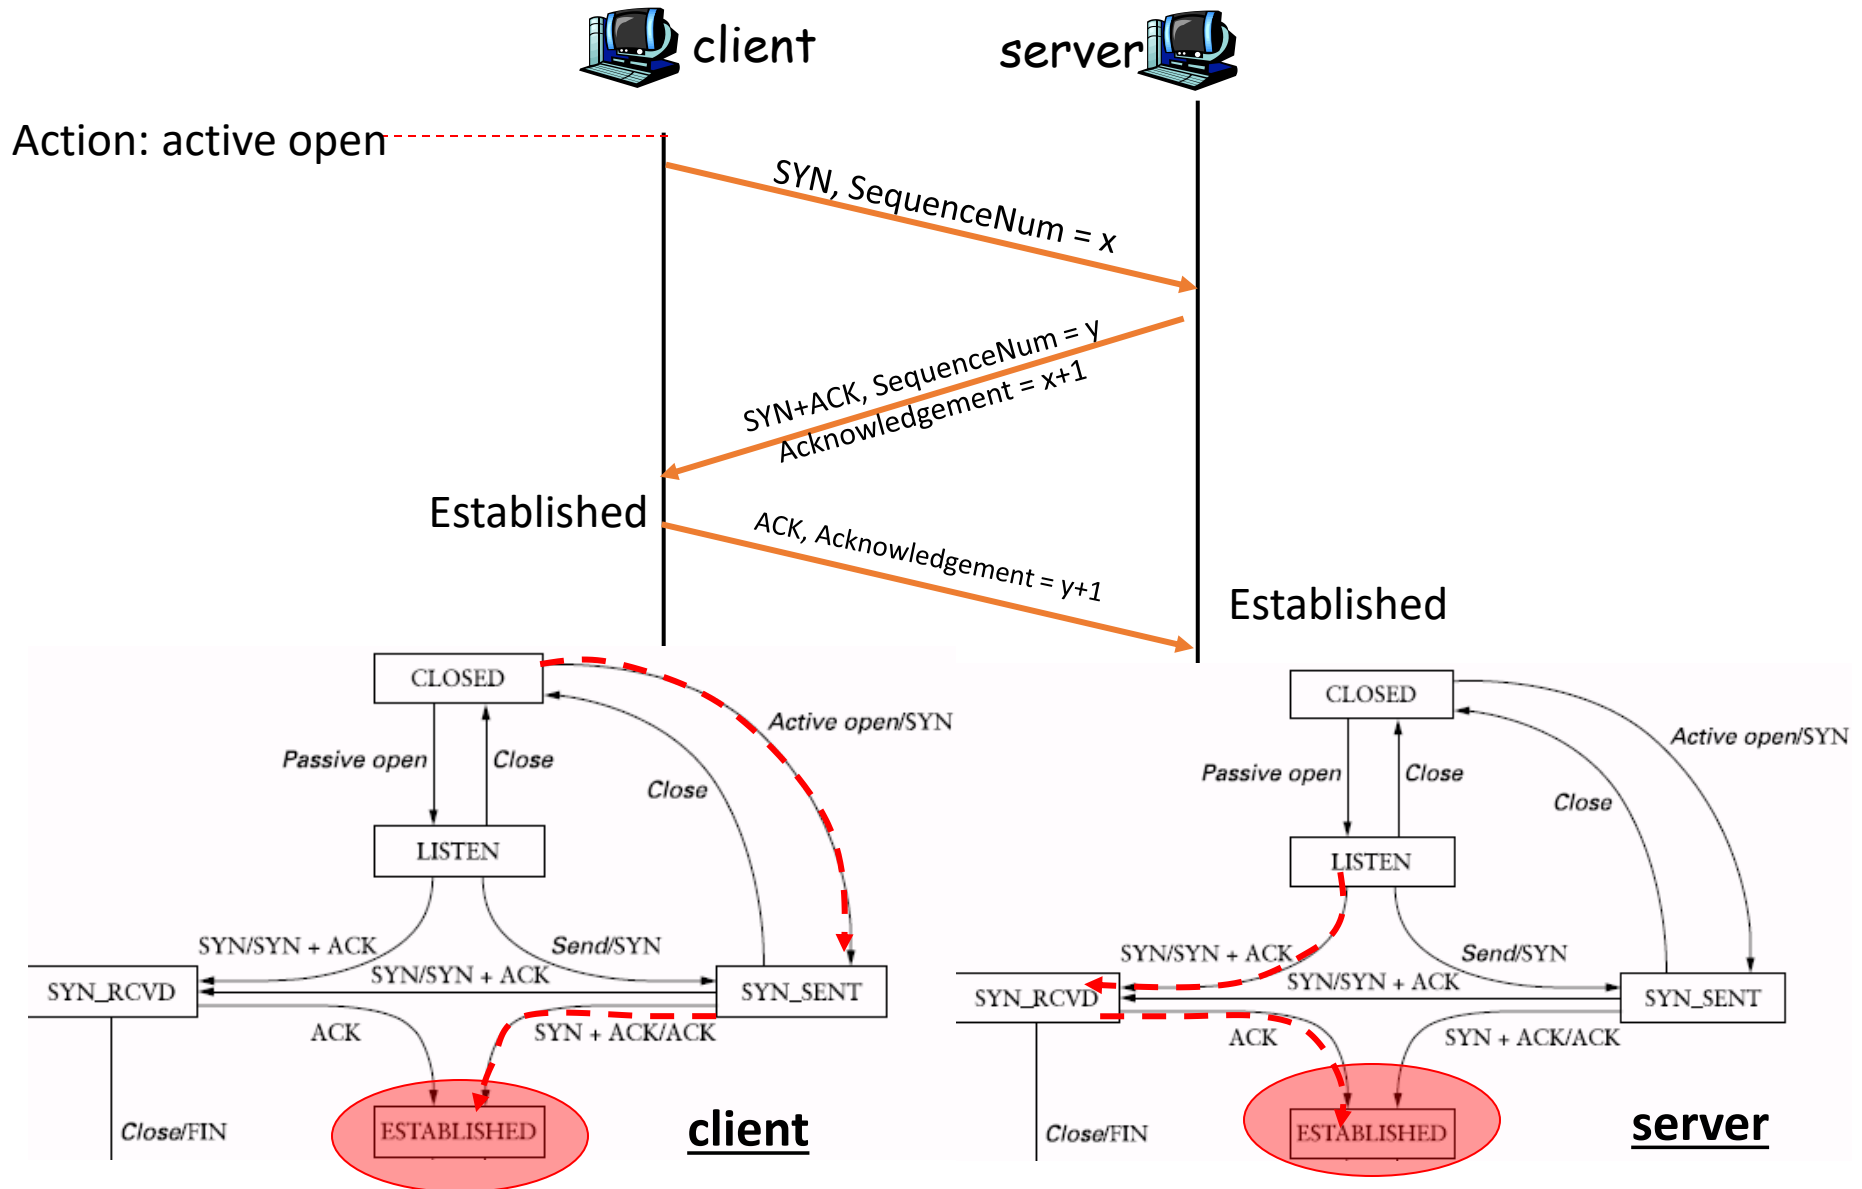 client
server
Action: active open
SYN, SequenceNum = x
SYN+ACK, SequenceNum = y
Acknowledgement = x+1
Established
ACK, Acknowledgement = y+1
Established
CLOSED
Active open/SYN
Passive open
Close
Close
LISTEN
SYN/SYN + ACK
Send/SYN
SYN/SYN + ACK
SYN_RCVD
SYN_SENT
ACK
SYN + ACK/ACK
Close/FIN
ESTABLISHED
client
CLOSED
Active open/SYN
Passive open
Close
Close
LISTEN
SYN/SYN + ACK
Send/SYN
SYN/SYN + ACK
SYN_RCVD
SYN_SENT
ACK
SYN + ACK/ACK
Close/FIN
ESTABLISHED
server